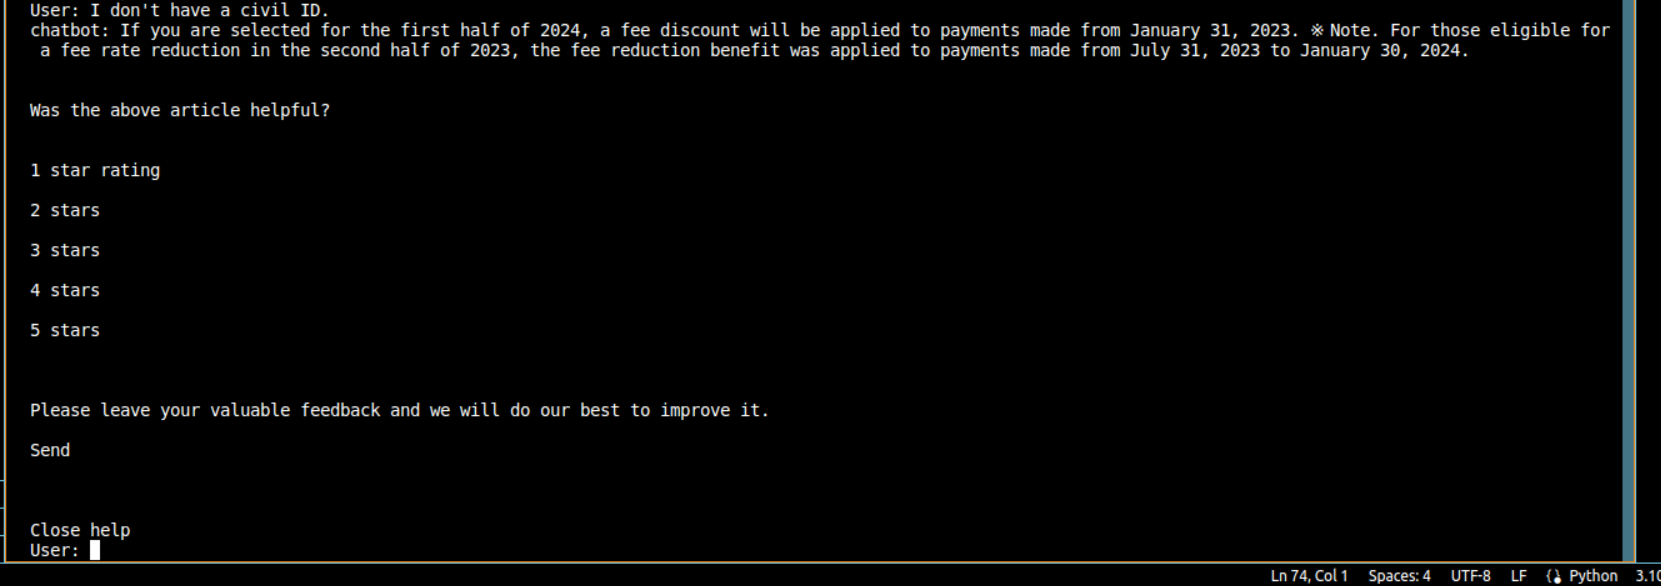 User: I don't have a civil ID.
chatbot: If you are selected for the first half of 2024, a fee discount will be applied to payments made from January 31, 2023. ※ Note. For those eligible for
a fee rate reduction in the second half of 2023, the fee reduction benefit was applied to payments made from July 31, 2023 to January 30, 2024.
Was the above article helpful?
1 star rating
2 stars
3 stars
4 stars
5 stars
Please leave your valuable feedback and we will do our best to improve it.
Send
Close help
User:
Ln 74, Col 1 Spaces: 4 UTF-8 LF Python 3.10